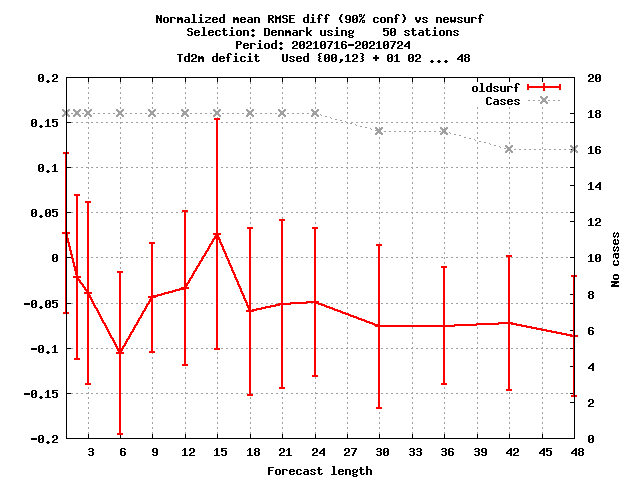 Normalized mean RMSE diff (90% conf) vs newsurf
Selection: Denmark using    50 stations
Period: 20210716-20210724
Td2m deficit   Used {00,12} + 01 02 ... 48
0.2
0.15
0.1
0.05
0
-0.05
-0.1
-0.15
-0.2
20
18
16
14
12
10
8
6
4
2
0
oldsurf
Cases
No cases
3 6 9 12 15 18 21 24 27 30 33 36 39 42 45 48
Forecast length